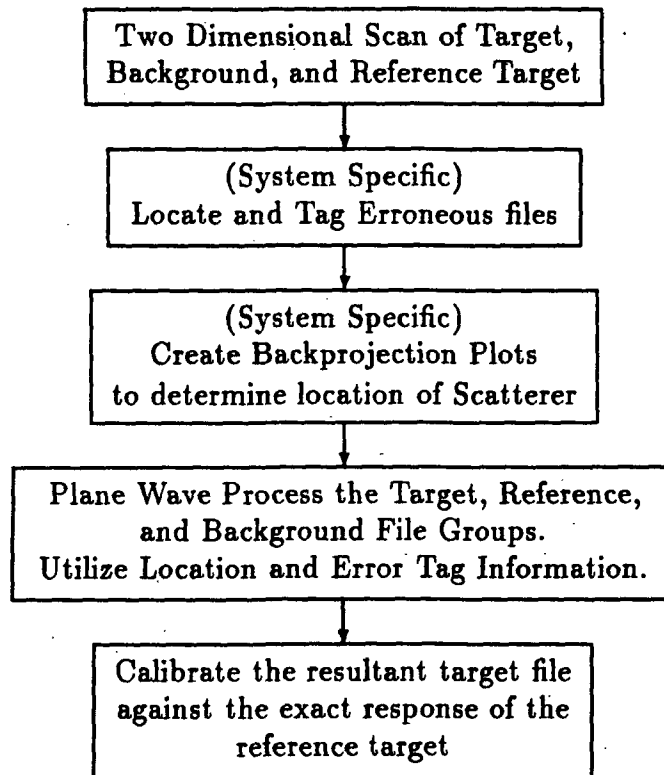 Two Dimensional Scan of Target,
Background, and Reference Target
(System Specific)
Locate and Tag Erroneous files
(System Specific)
Create Backprojection Plots
to determine location of Scatterer
Plane Wave Process the Target, Reference,
and Background File Groups.
Utilize Location and Error Tag Information.
Calibrate the resultant target file
against the exact response of the
reference target